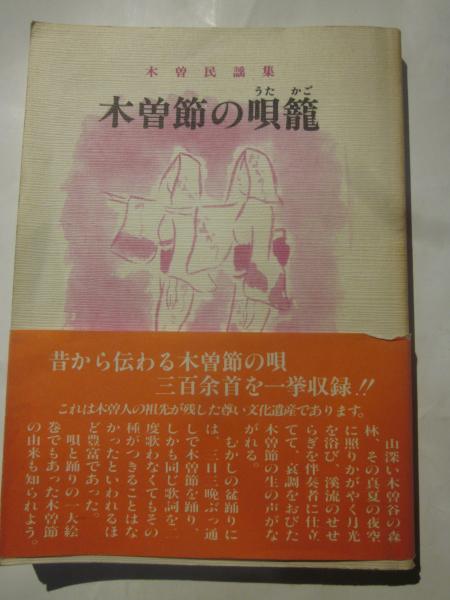 木曽民謡集
うた かご
木曽節の唄籠
昔から伝わる木曽節の唄
三百余首を一挙収録!!
これは木曽人の祖先が残した尊い文化遺産であります。
山深い木曽谷の森
林、その真夏の夜空
に照りかがやく月光
を浴び、渓流のせせ
らぎを伴奏者に仕立
てて、哀調をおびた
木曽節の生の声がな
がれる。
むかしの盆踊りに
は、三日三晩ぶっ通
しで木曽節を踊り、
しかも同じ歌詞を二
度歌わなくてもその
種がつきることはな
かったといわれるほ
ど豊富であった。
唄と踊りの一大絵
巻でもあった木曽節
の由来も知られよう。